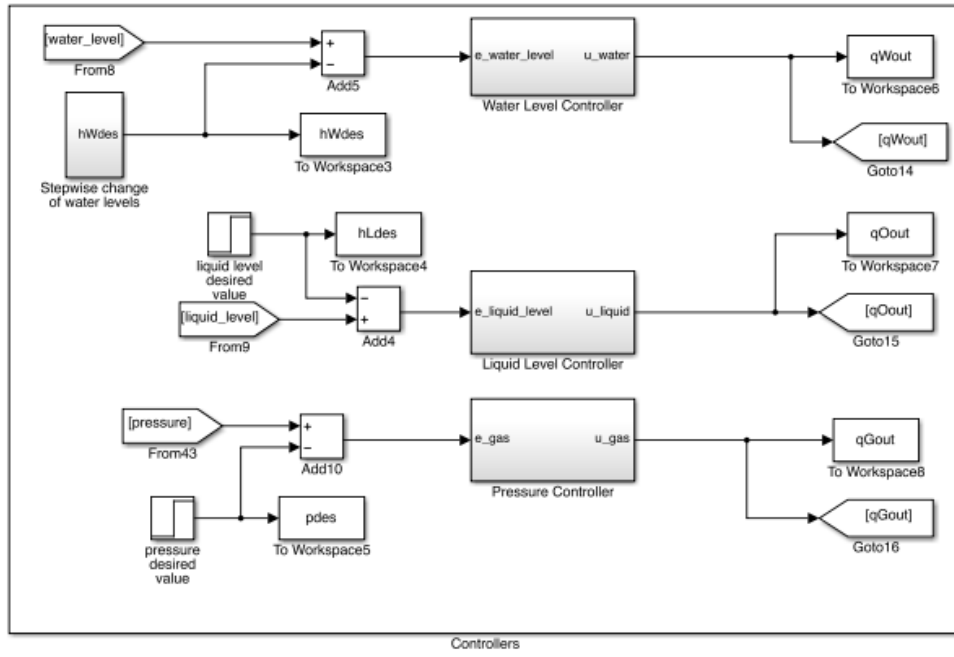 [water_level]
From8
+
−
Add5
e_water_level
u_water
Water Level Controller
qWout
To Workspace6
[qWout]
Goto14
hWdes
Stepwise change
of water levels
hWdes
To Workspace3
liquid level
desired
value
hLdes
To Workspace4
[liquid_level]
From9
−
+
Add4
e_liquid_level
u_liquid
Liquid Level Controller
qOout
To Workspace7
[qOout]
Goto15
[pressure]
From43
+
−
Add10
e_gas
u_gas
Pressure Controller
qGout
To Workspace8
[qGout]
Goto16
pressure
desired
value
pdes
To Workspace5
Controllers